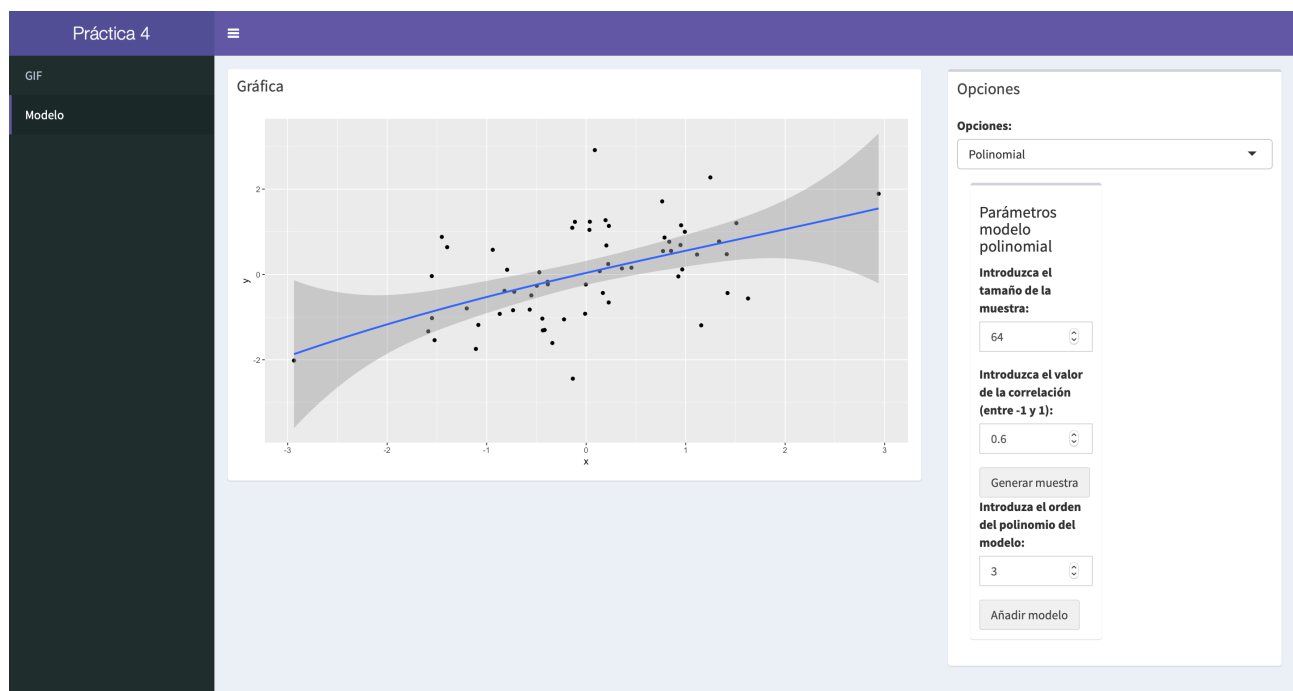 Práctica 4
GIF
Modelo
Gráfica
2
0
-2
y
-3
-2
-1
0
1
2
3
x
Opciones
Opciones:
Polinomial
Parámetros
modelo
polinomial
Introduzca el
tamaño de la
muestra:
64
Introduzca el valor
de la correlación
(entre -1 y 1):
0.6
Generar muestra
Introduza el orden
del polinomio del
modelo:
3
Añadir modelo